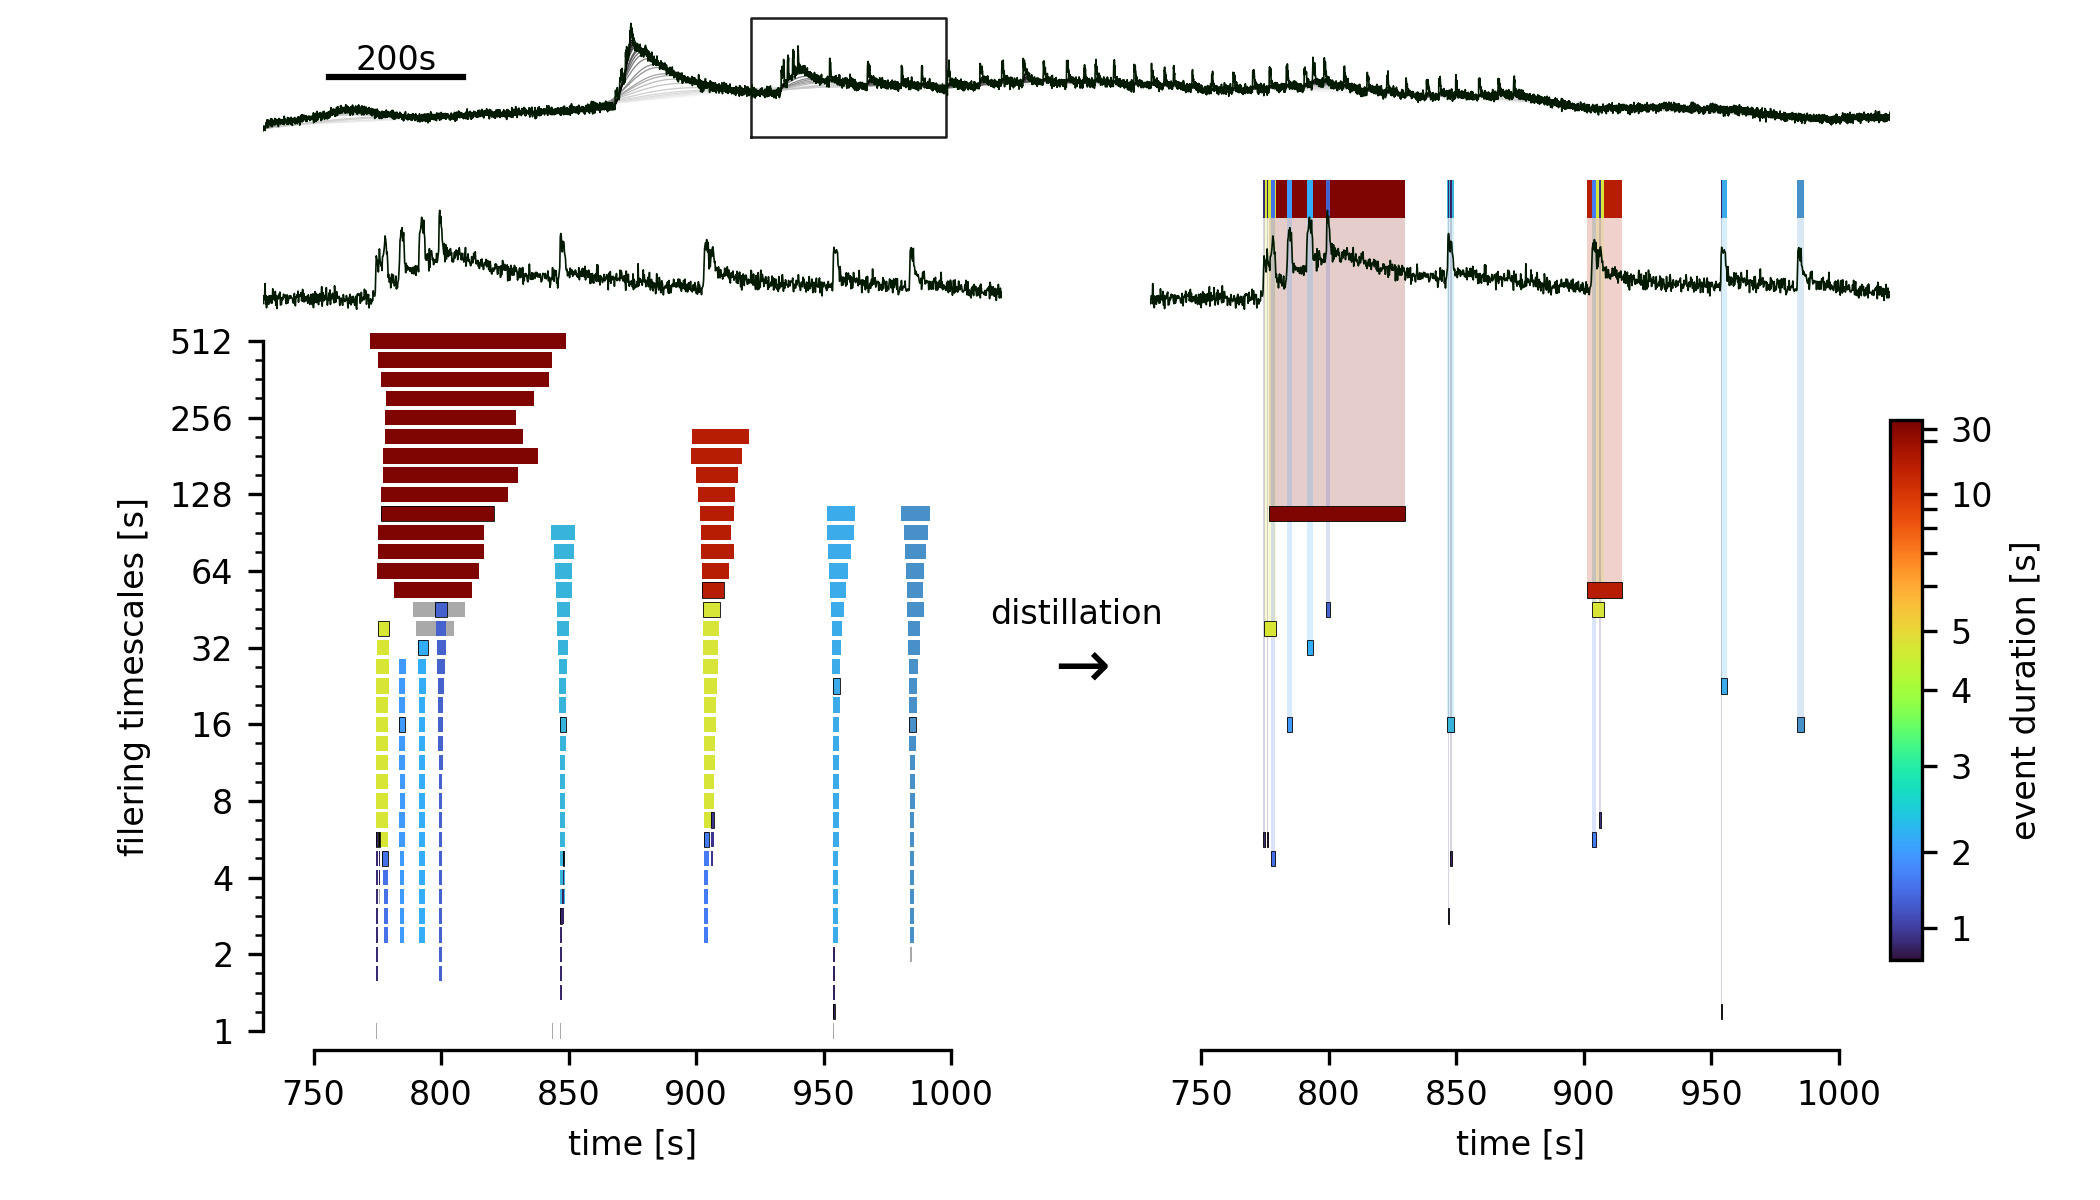 200s
512
256
128
64
32
16
8
4
2
1
filering timescales [s]
750 800 850 900 950 1000
time [s]
distillation
→
750 800 850 900 950 1000
time [s]
30
10
5
4
3
2
1
event duration [s]